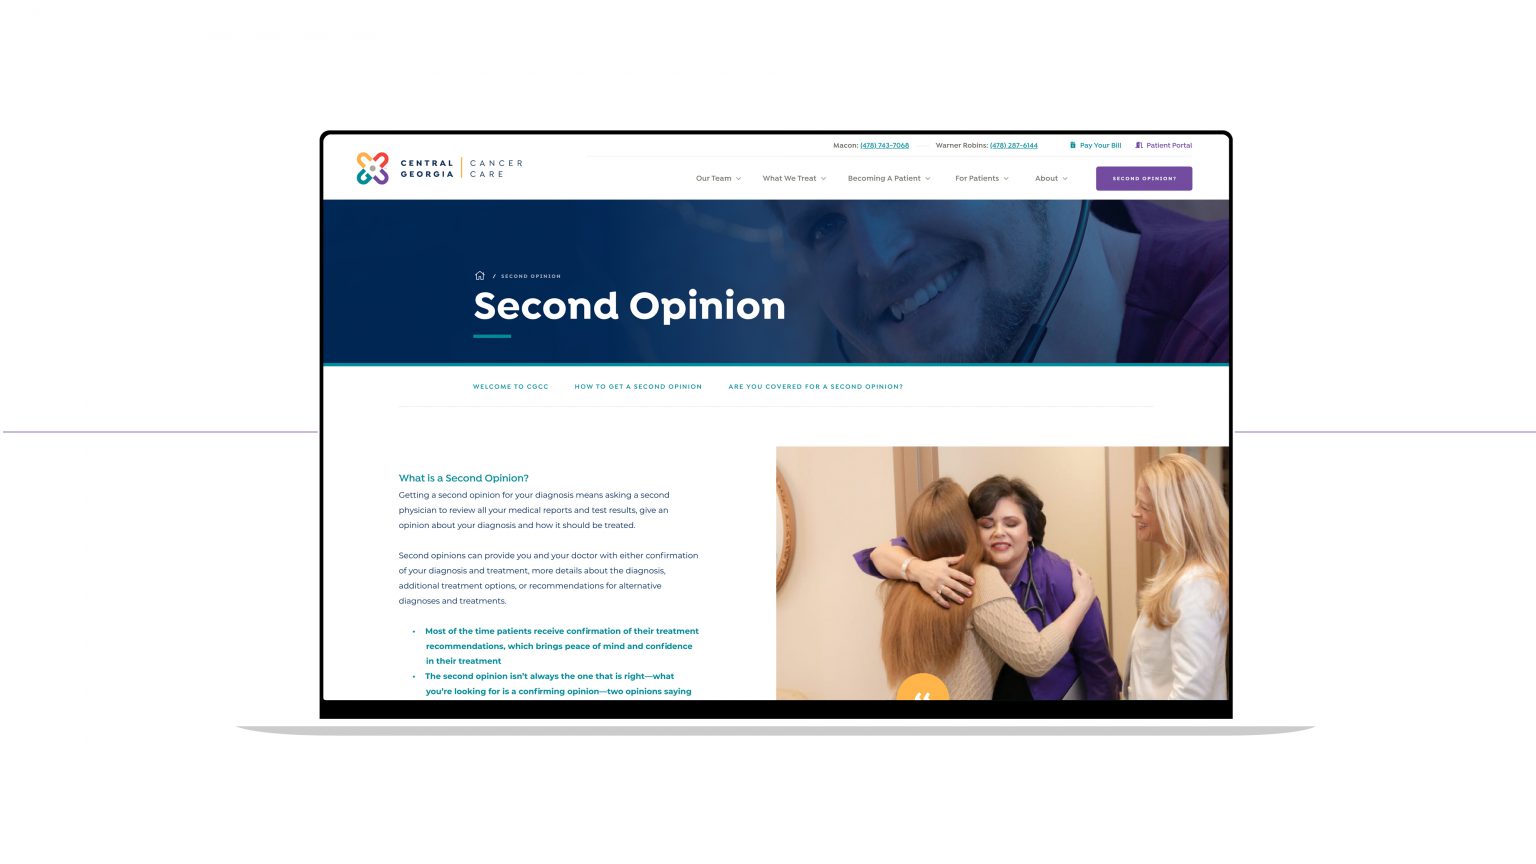 Macon: (478) 743-7068 Warner Robins: (478) 287-6144 Pay Your Bill Patient Portal
CENTRAL GEORGIA
CANCER CARE
Our Team What We Treat Becoming A Patient For Patients About SECOND OPINION?
/ SECOND OPINION
Second Opinion
WELCOME TO CGCC HOW TO GET A SECOND OPINION ARE YOU COVERED FOR A SECOND OPINION?
What is a Second Opinion?
Getting a second opinion for your diagnosis means asking a second
physician to review all your medical reports and test results, give an
opinion about your diagnosis and how it should be treated.
Second opinions can provide you and your doctor with either confirmation
of your diagnosis and treatment, more details about the diagnosis,
additional treatment options, or recommendations for alternative
diagnoses and treatments.
• Most of the time patients receive confirmation of their treatment
recommendations, which brings peace of mind and confidence
in their treatment
• The second opinion isn't always the one that is right—what
you're looking for is a confirming opinion—two opinions saying
“